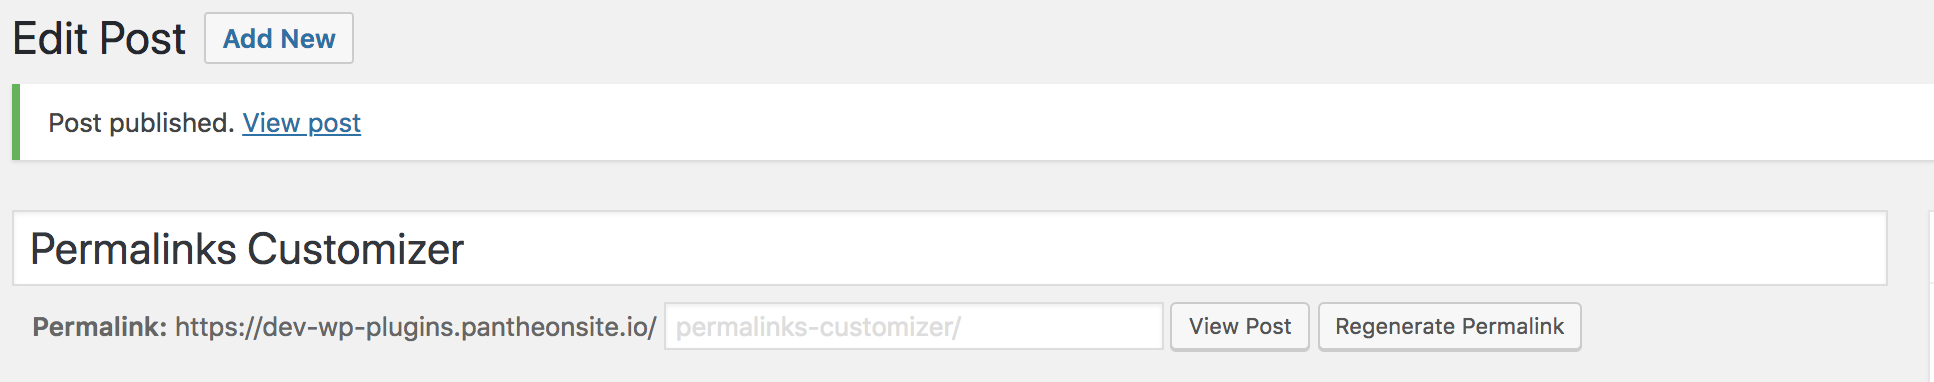 Edit Post Add New
Post published. View post
Permalinks Customizer
Permalink: https://dev-wp-plugins.pantheonsite.io/ permalinks-customizer/ View Post Regenerate Permalink